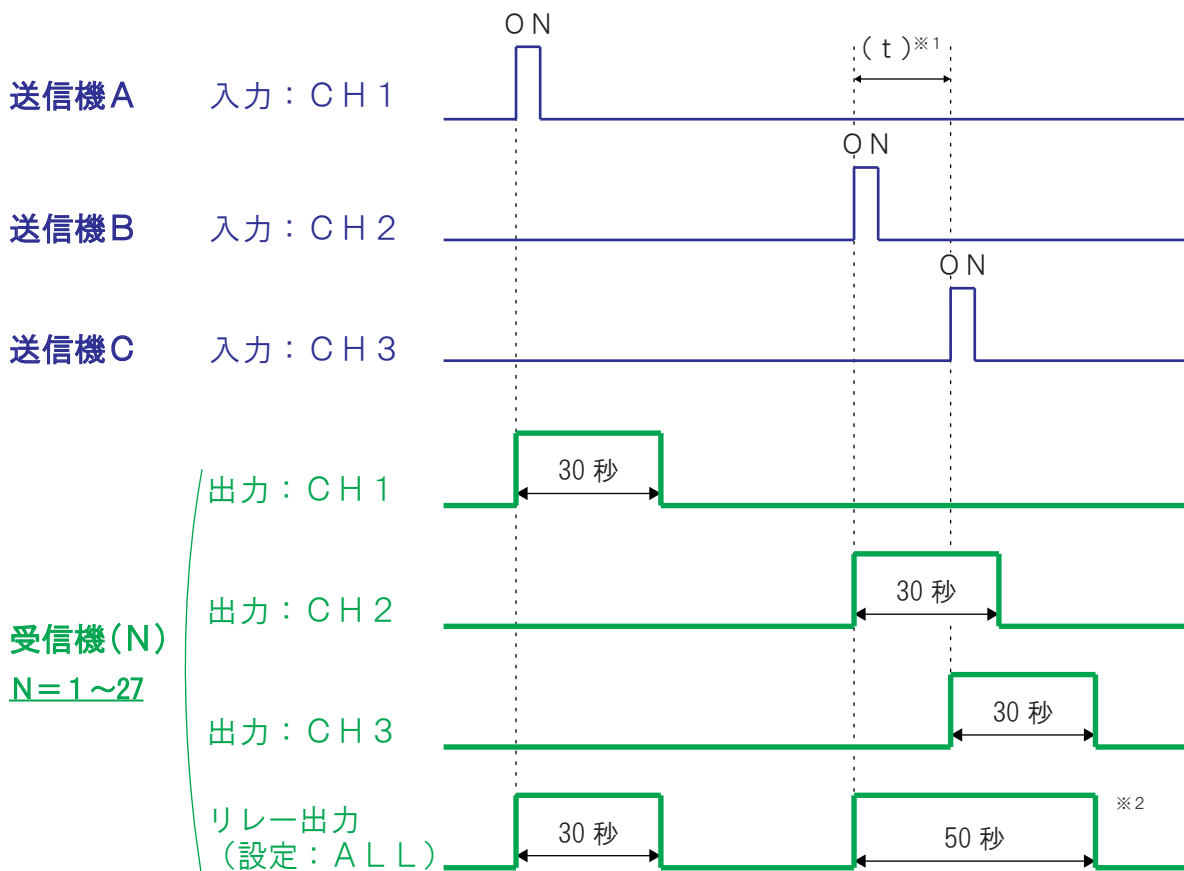 ON
(t)※1
送信機A 入力：CH1
ON
送信機B 入力：CH2
ON
送信機C 入力：CH3
出力：CH1 30秒
出力：CH2 30秒
受信機(N)
N=1～27
出力：CH3 30秒
リレー出力
（設定：ALL）
30秒 50秒 ※2